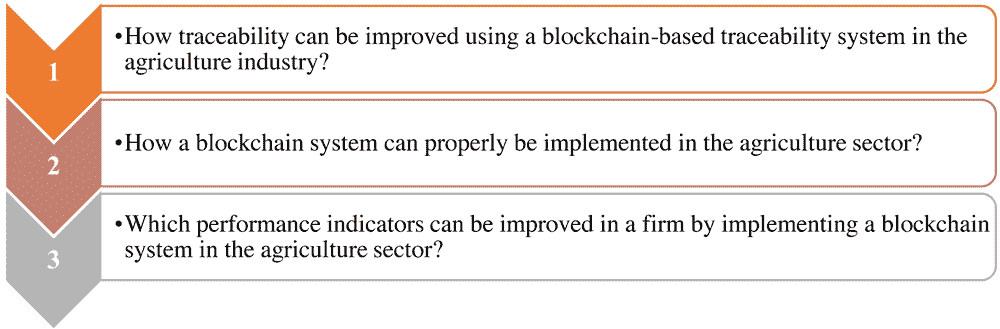 1
•How traceability can be improved using a blockchain-based traceability system in the
agriculture industry?
2
•How a blockchain system can properly be implemented in the agriculture sector?
3
•Which performance indicators can be improved in a firm by implementing a blockchain
system in the agriculture sector?